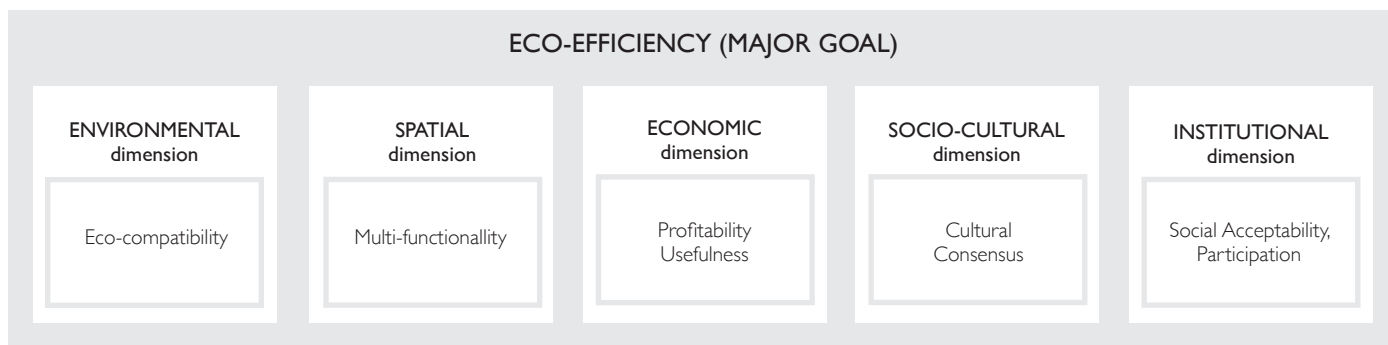 ECO-EFFICIENCY (MAJOR GOAL)
ENVIRONMENTAL
dimension
Eco-compatibility
SPATIAL
dimension
Multi-functionallity
ECONOMIC
dimension
Profitability
Usefulness
SOCIO-CULTURAL
dimension
Cultural
Consensus
INSTITUTIONAL
dimension
Social Acceptability,
Participation